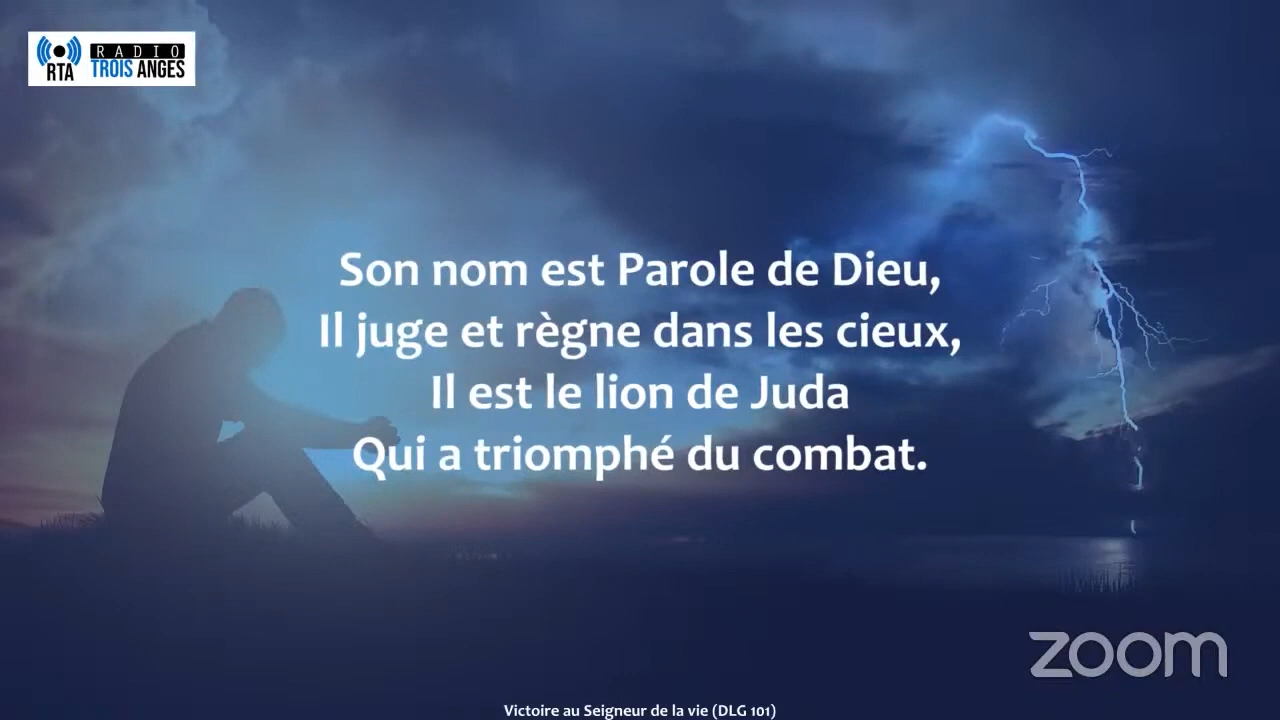 RTA
RADIO
TROIS ANGES
Son nom est Parole de Dieu,
Il juge et règne dans les cieux,
Il est le lion de Juda
Qui a triomphé du combat.
zoom
Victoire au Seigneur de la vie (DLG 101)